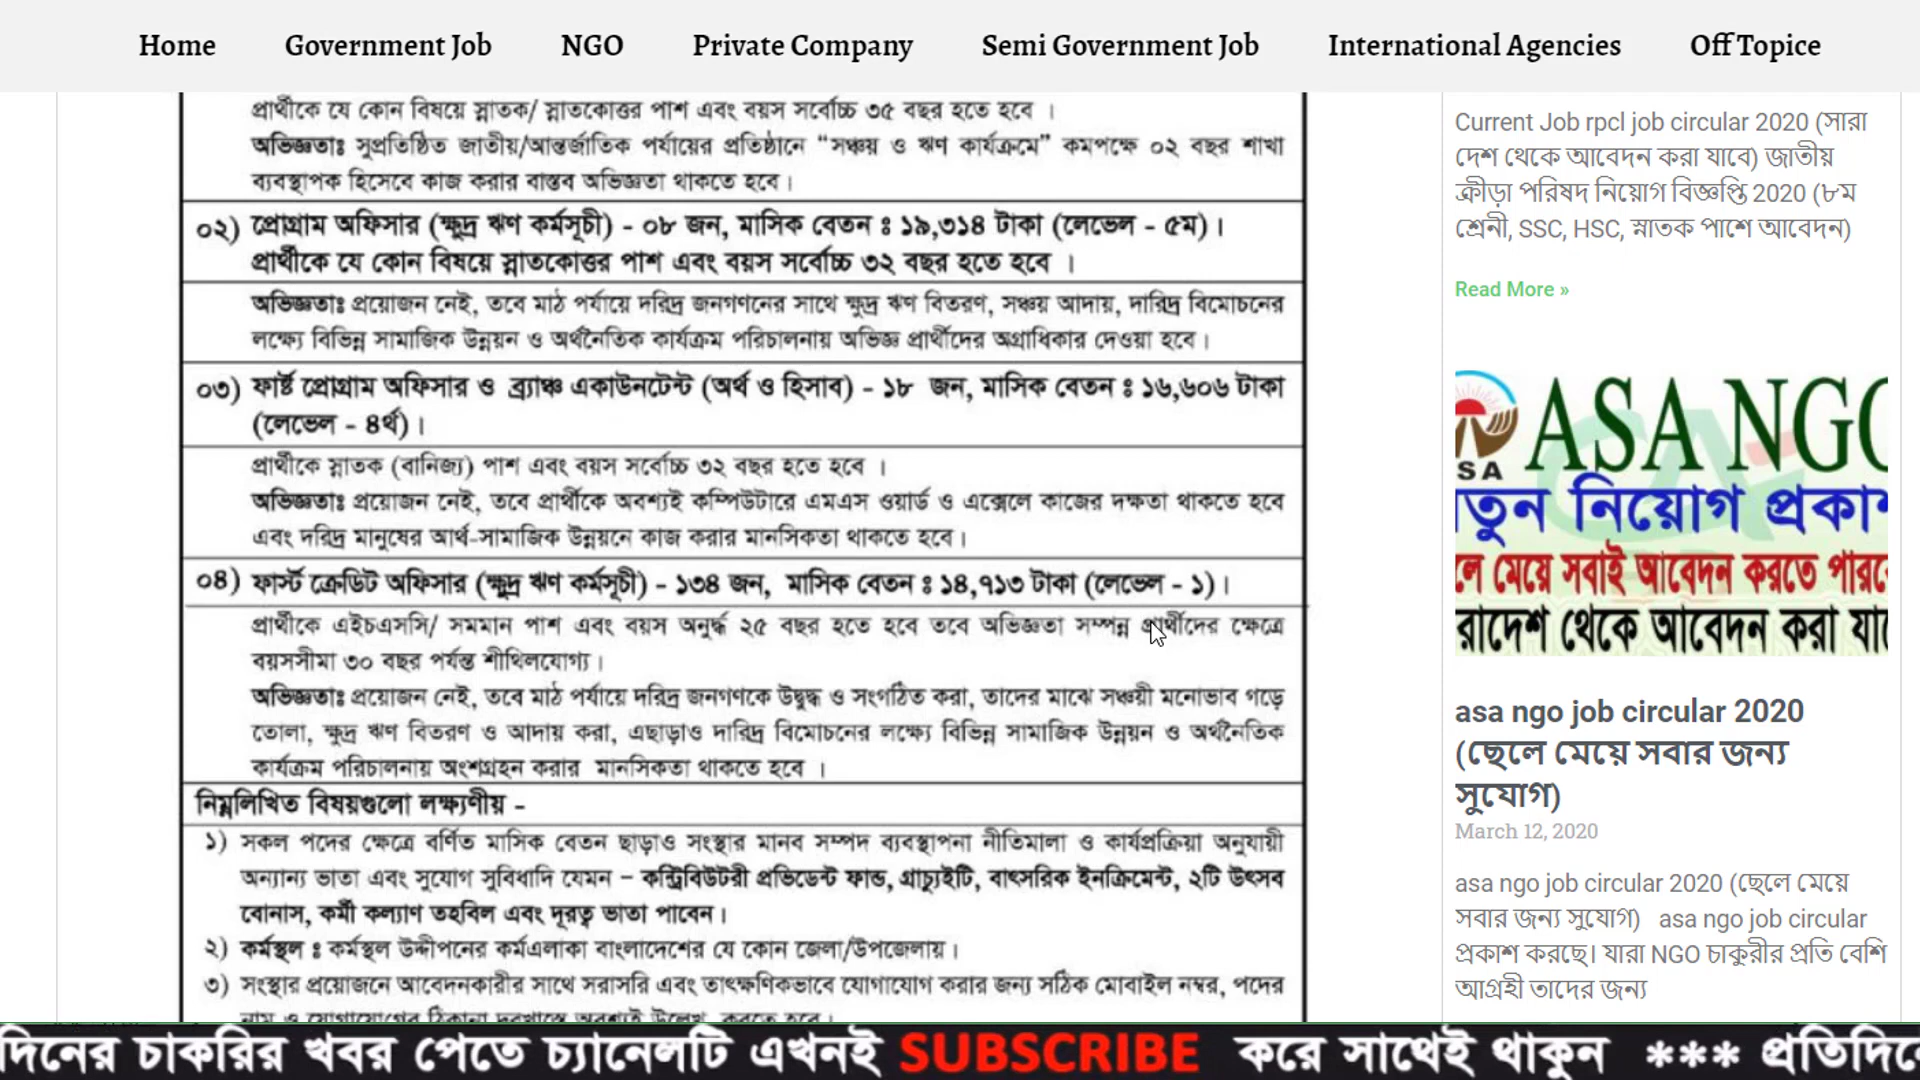 Home Government Job NGO Private Company Semi Government Job International Agencies Off Topice
প্রার্থীকে যে কোন বিষয়ে স্নাতক/ স্নাতকোত্তর পাশ এবং বয়স সর্বোচ্চ ৩৫ বছর হতে হবে ।
অভিজ্ঞতাঃ সুপ্রতিষ্ঠিত জাতীয়/আন্তর্জাতিক পর্যায়ের প্রতিষ্ঠানে “সঞ্চয় ও ঋণ কার্যক্রমে” কমপক্ষে ০২ বছর শাখা
ব্যবস্থাপক হিসেবে কাজ করার বাস্তব অভিজ্ঞতা থাকতে হবে।
০২) প্রোগ্রাম অফিসার (ক্ষুদ্র ঋণ কর্মসূচী) - ০৮ জন, মাসিক বেতন ঃ ১৯,৩১৪ টাকা (লেভেল - ৫ম)।
প্রার্থীকে যে কোন বিষয়ে স্নাতকোত্তর পাশ এবং বয়স সর্বোচ্চ ৩২ বছর হতে হবে ।
অভিজ্ঞতাঃ প্রয়োজন নেই, তবে মাঠ পর্যায়ে দরিদ্র জনগণনের সাথে ক্ষুদ্র ঋণ বিতরণ, সঞ্চয় আদায়, দারিদ্র বিমোচনের
লক্ষ্যে বিভিন্ন সামাজিক উন্নয়ন ও অর্থনৈতিক কার্যক্রম পরিচালনায় অভিজ্ঞ প্রার্থীদের অগ্রাধিকার দেওয়া হবে।
০৩) ফার্ষ্ট প্রোগ্রাম অফিসার ও ব্র্যাঞ্চ একাউনটেন্ট (অর্থ ও হিসাব) - ১৮ জন, মাসিক বেতন ঃ ১৬,৬০৬ টাকা
(লেভেল - ৪র্থ)।
প্রার্থীকে স্নাতক (বানিজ্য) পাশ এবং বয়স সর্বোচ্চ ৩২ বছর হতে হবে ।
অভিজ্ঞতাঃ প্রয়োজন নেই, তবে প্রার্থীকে অবশ্যই কম্পিউটারে এমএস ওয়ার্ড ও এক্সেলে কাজের দক্ষতা থাকতে হবে
এবং দরিদ্র মানুষের আর্থ-সামাজিক উন্নয়নে কাজ করার মানসিকতা থাকতে হবে।
০৪) ফার্স্ট ক্রেডিট অফিসার (ক্ষুদ্র ঋণ কর্মসূচী) - ১৩৪ জন, মাসিক বেতন ঃ ১৪,৭১৩ টাকা (লেভেল - ১)।
প্রার্থীকে এইচএসসি/ সমমান পাশ এবং বয়স অনুর্দ্ধ ২৫ বছর হতে হবে তবে অভিজ্ঞতা সম্পন্ন প্রার্থীদের ক্ষেত্রে
বয়সসীমা ৩০ বছর পর্যন্ত শীথিলযোগ্য।
অভিজ্ঞতাঃ প্রয়োজন নেই, তবে মাঠ পর্যায়ে দরিদ্র জনগণকে উদ্বুদ্ধ ও সংগঠিত করা, তাদের মাঝে সঞ্চয়ী মনোভাব গড়ে
তোলা, ক্ষুদ্র ঋণ বিতরণ ও আদায় করা, এছাড়াও দারিদ্র বিমোচনের লক্ষ্যে বিভিন্ন সামাজিক উন্নয়ন ও অর্থনৈতিক
কার্যক্রম পরিচালনায় অংশগ্রহন করার মানসিকতা থাকতে হবে ।
নিম্নলিখিত বিষয়গুলো লক্ষ্যণীয় -
১) সকল পদের ক্ষেত্রে বর্ণিত মাসিক বেতন ছাড়াও সংস্থার মানব সম্পদ ব্যবস্থাপনা নীতিমালা ও কার্যপ্রক্রিয়া অনুযায়ী
অন্যান্য ভাতা এবং সুযোগ সুবিধাদি যেমন – কন্ট্রিবিউটরী প্রভিডেন্ট ফান্ড, গ্রাচ্যুইটি, বাৎসরিক ইনক্রিমেন্ট, ২টি উৎসব
বোনাস, কর্মী কল্যাণ তহবিল এবং দূরত্ব ভাতা পাবেন।
২) কর্মস্থল ঃ কর্মস্থল উদ্দীপনের কর্মএলাকা বাংলাদেশের যে কোন জেলা/উপজেলায়।
৩) সংস্থার প্রয়োজনে আবেদনকারীর সাথে সরাসরি এবং তাৎক্ষণিকভাবে যোগাযোগ করার জন্য সঠিক মোবাইল নম্বর, পদের
নাম ও যোগাযোগের ঠিকানা দরখাস্তে অবশ্যই উল্লেখ করতে হবে।
Current Job rpcl job circular 2020 (সারা
দেশ থেকে আবেদন করা যাবে) জাতীয়
ক্রীড়া পরিষদ নিয়োগ বিজ্ঞপ্তি 2020 (৮ম
শ্রেনী, SSC, HSC, স্নাতক পাশে আবেদন)
Read More »
SA ASA NGO
তুন নিয়োগ প্রকা
লে মেয়ে সবাই আবেদন করতে পারবে
রাদেশ থেকে আবেদন করা যা
asa ngo job circular 2020
(ছেলে মেয়ে সবার জন্য
সুযোগ)
March 12, 2020
asa ngo job circular 2020 (ছেলে মেয়ে
সবার জন্য সুযোগ) asa ngo job circular
প্রকাশ করছে। যারা NGO চাকুরীর প্রতি বেশি
আগ্রহী তাদের জন্য
দিনের চাকরির খবর পেতে চ্যানেলটি এখনই SUBSCRIBE করে সাথেই থাকুন *** প্রতিদিনে